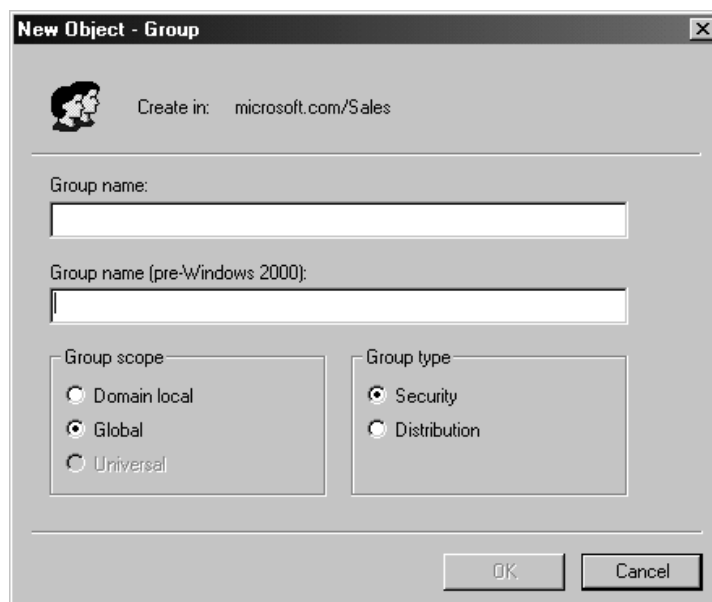 New Object - Group
Create in: microsoft.com/Sales
Group name:
Group name (pre-Windows 2000):
Group scope
Domain local
Global
Universal
Group type
Security
Distribution
OK
Cancel